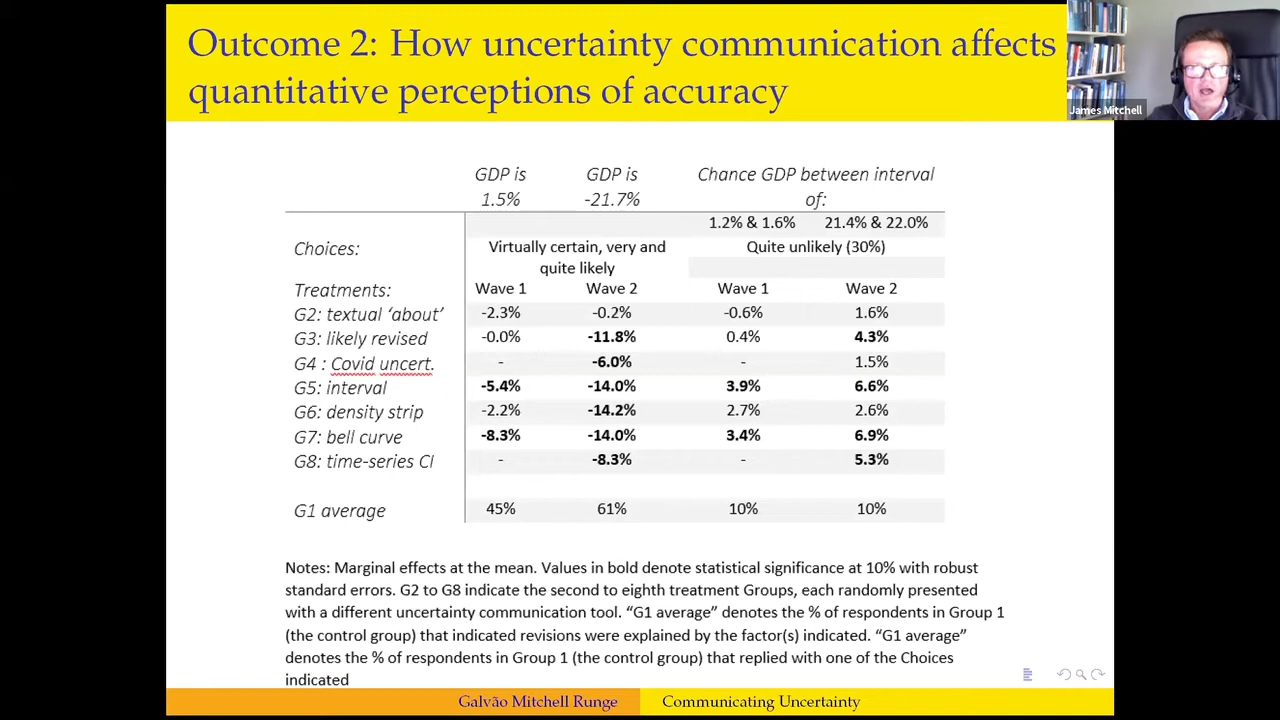 Outcome 2: How uncertainty communication affects
quantitative perceptions of accuracy
James Mitchell
GDP is GDP is Chance GDP between interval
1.5% -21.7% of:
1.2% & 1.6% 21.4% & 22.0%
Choices: Virtually certain, very and Quite unlikely (30%)
quite likely
Treatments: Wave 1 Wave 2 Wave 1 Wave 2
G2: textual ‘about’ -2.3% -0.2% -0.6% 1.6%
G3: likely revised -0.0% -11.8% 0.4% 4.3%
G4 : Covid uncert. - -6.0% - 1.5%
G5: interval -5.4% -14.0% 3.9% 6.6%
G6: density strip -2.2% -14.2% 2.7% 2.6%
G7: bell curve -8.3% -14.0% 3.4% 6.9%
G8: time-series CI - -8.3% - 5.3%
G1 average 45% 61% 10% 10%
Notes: Marginal effects at the mean. Values in bold denote statistical significance at 10% with robust
standard errors. G2 to G8 indicate the second to eighth treatment Groups, each randomly presented
with a different uncertainty communication tool. “G1 average” denotes the % of respondents in Group 1
(the control group) that indicated revisions were explained by the factor(s) indicated. “G1 average”
denotes the % of respondents in Group 1 (the control group) that replied with one of the Choices
indicated
Galvão Mitchell Runge Communicating Uncertainty